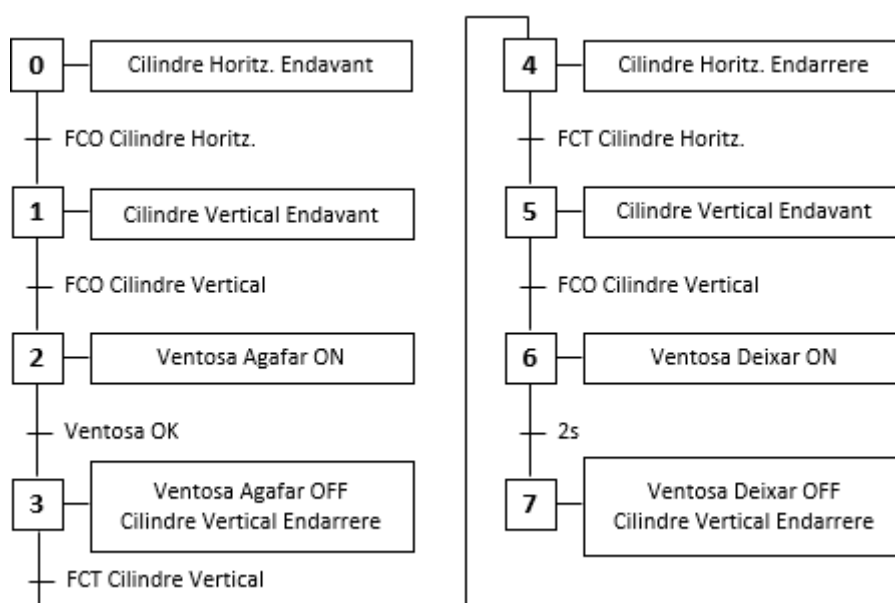 0
Cilindre Horitz. Endavant
FCO Cilindre Horitz.
1
Cilindre Vertical Endavant
FCO Cilindre Vertical
2
Ventosa Agafar ON
Ventosa OK
3
Ventosa Agafar OFF
Cilindre Vertical Endarrere
FCT Cilindre Vertical
4
Cilindre Horitz. Endarrere
FCT Cilindre Horitz.
5
Cilindre Vertical Endavant
FCO Cilindre Vertical
6
Ventosa Deixar ON
2s
7
Ventosa Deixar OFF
Cilindre Vertical Endarrere